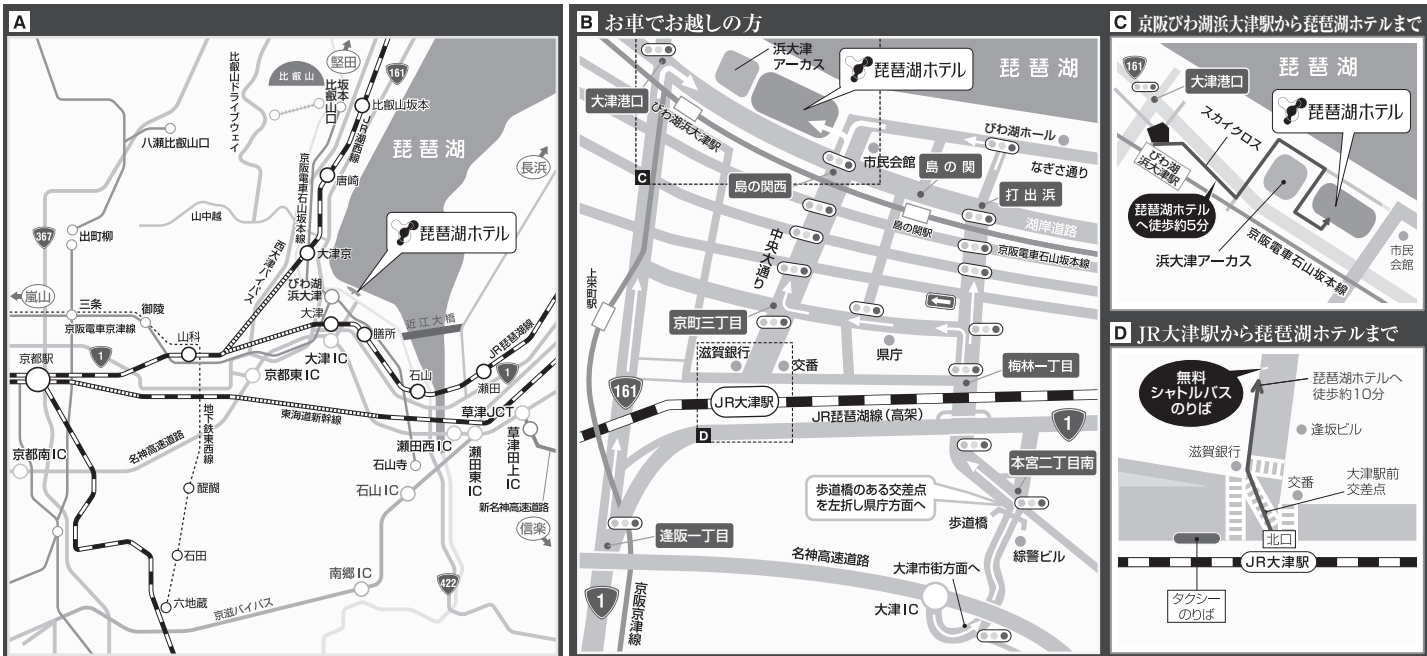 A
堅田
161
比叡山
比叡山ドライブウェイ
坂本
比叡山口
比叡山坂本
八瀬比叡山口
JR湖西線
琵琶湖
長浜
京阪電車石山坂本線
唐崎
山中越
琵琶湖ホテル
367
出町柳
大津京
西大津バイパス
嵐山
三条
御陵
京阪電車京津線
びわ湖
浜大津
大津
近江大橋
山科
膳所
JR琵琶湖線
1
京都駅
大津IC
京都東IC
石山
瀬田
1
東海道新幹線
草津JCT
地下鉄東西線
名神高速道路
瀬田西IC
瀬田東IC
草津田上IC
京都南IC
石山寺
石山IC
醍醐
新名神高速道路
信楽
石田
南郷IC
422
六地蔵
京滋バイパス
B お車でお越しの方
浜大津
アーカス
琵琶湖ホテル
琵琶湖
大津港口
びわ湖浜大津駅
びわ湖ホール
市民会館
なぎさ通り
C
島の関西
島の関
打出浜
島の関駅
湖岸道路
中央大通り
京阪電車石山坂本線
上栄町駅
京町三丁目
滋賀銀行
交番
県庁
梅林一丁目
161
JR大津駅
JR琵琶湖線(高架)
1
D
本宮二丁目南
歩道橋のある交差点
を左折し県庁方面へ
歩道橋
逢阪一丁目
綜警ビル
名神高速道路
大津市街方面へ
1
京阪京津線
大津IC
C 京阪びわ湖浜大津駅から琵琶湖ホテルまで
161
琵琶湖
大津港口
琵琶湖ホテル
スカイクロス
びわ湖
浜大津駅
琵琶湖ホテル
へ徒歩約5分
浜大津アーカス
京阪電車石山坂本線
市民
会館
D JR大津駅から琵琶湖ホテルまで
無料
シャトルバス
のりば
琵琶湖ホテルへ
徒歩約10分
逢坂ビル
滋賀銀行
交番
大津駅前
交差点
北口
JR大津駅
タクシー
のりば